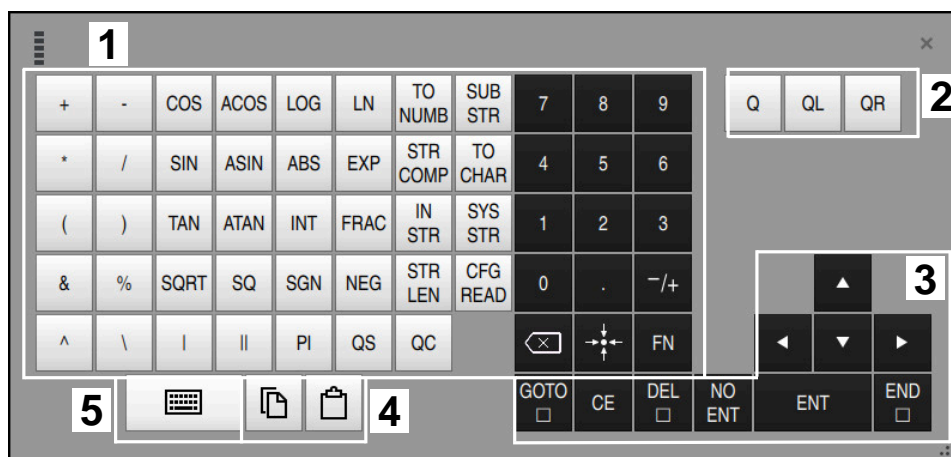 1
×
+ - COS ACOS LOG LN TO NUMB SUB STR 7 8 9 Q QL QR 2
* / SIN ASIN ABS EXP STR COMP TO CHAR 4 5 6
( ) TAN ATAN INT FRAC IN STR SYS STR 1 2 3
& % SQRT SQ SGN NEG STR LEN CFG READ 0 . −/+ 3
^ \ | || PI QS QC FN
5 4 GOTO □ CE DEL □ NO ENT ENT END □